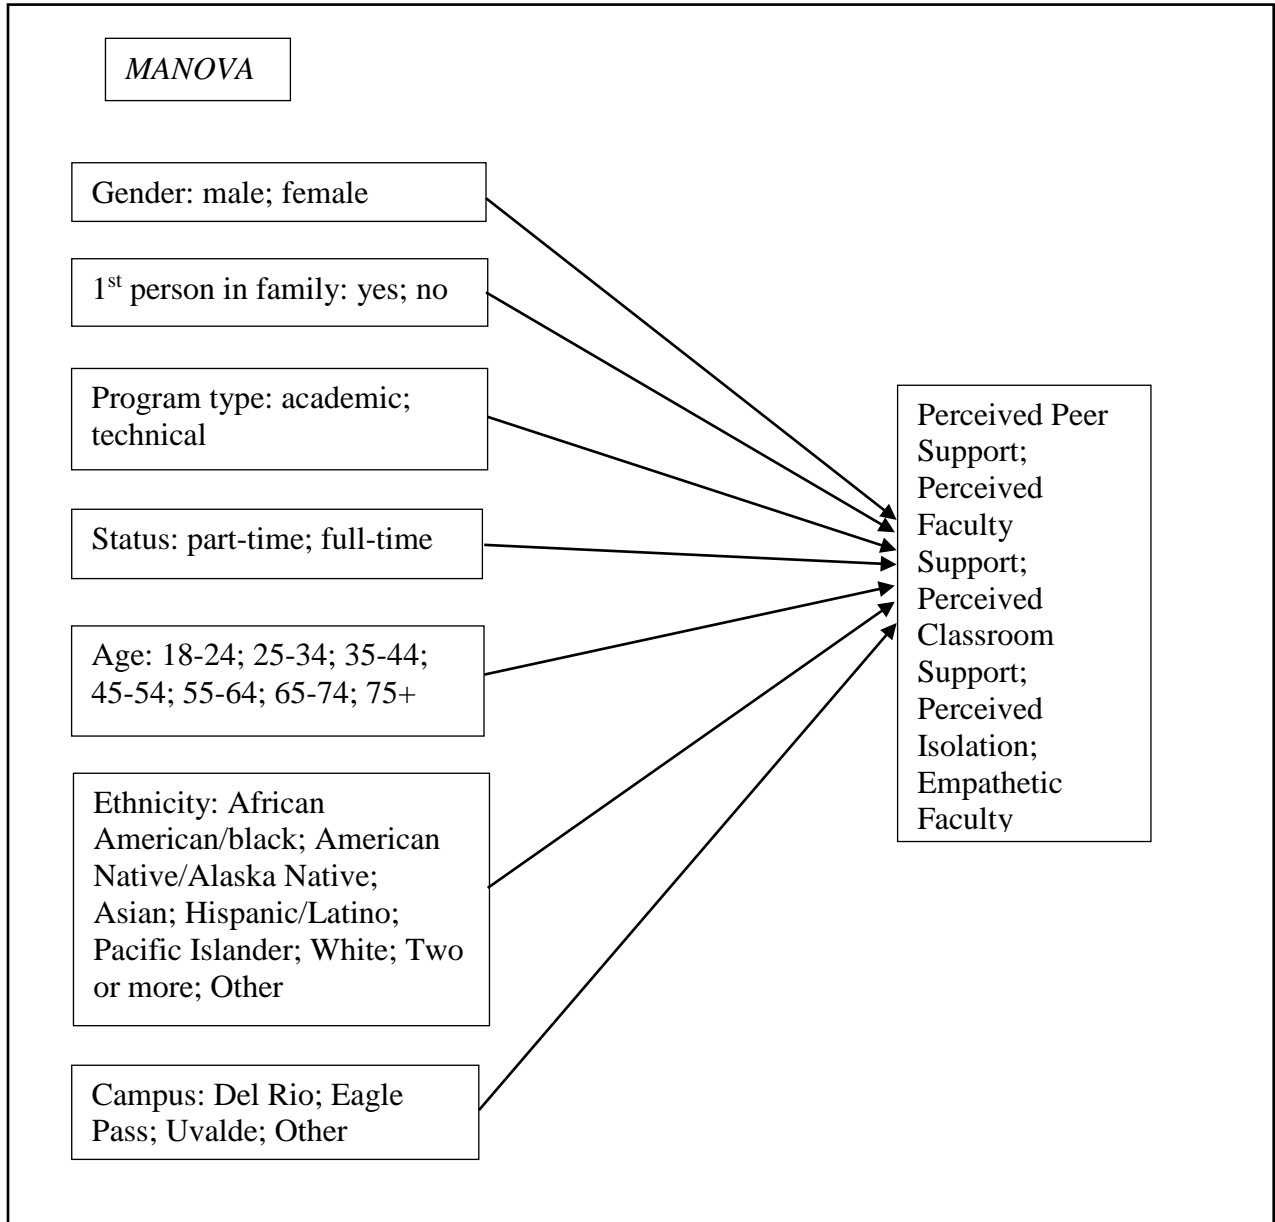 MANOVA
Gender: male; female
1st person in family: yes; no
Program type: academic;
technical
Status: part-time; full-time
Age: 18-24; 25-34; 35-44;
45-54; 55-64; 65-74; 75+
Ethnicity: African
American/black; American
Native/Alaska Native;
Asian; Hispanic/Latino;
Pacific Islander; White; Two
or more; Other
Campus: Del Rio; Eagle
Pass; Uvalde; Other
Perceived Peer
Support;
Perceived
Faculty
Support;
Perceived
Classroom
Support;
Perceived
Isolation;
Empathetic
Faculty